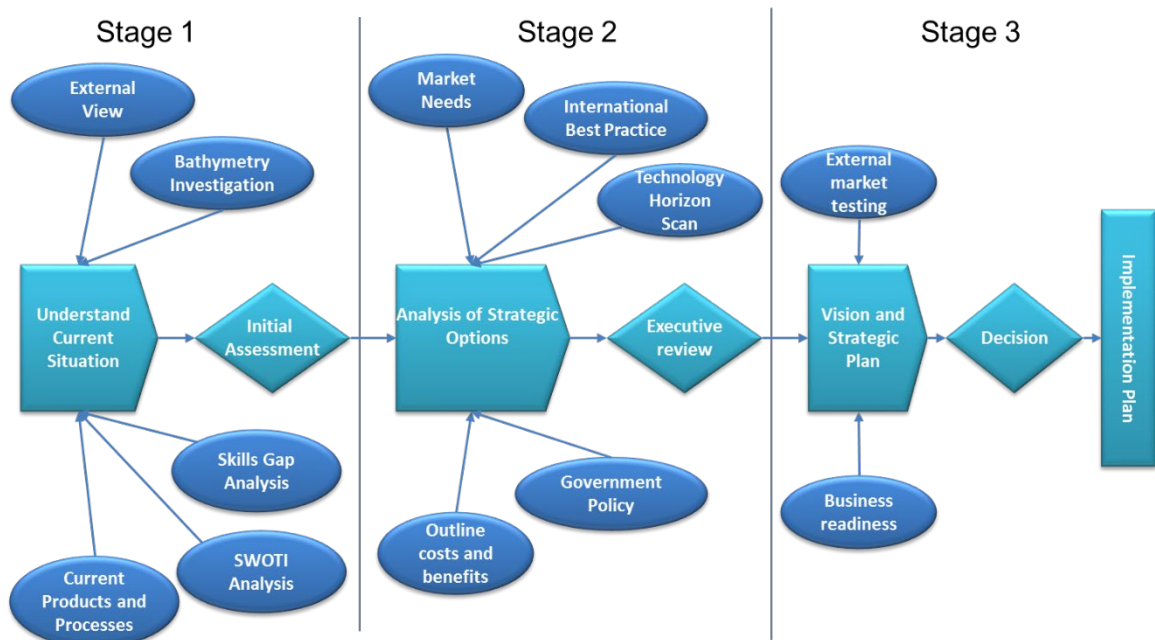 Stage 1
Stage 2
Stage 3
External
View
Bathymetry
Investigation
Market
Needs
International
Best Practice
Technology
Horizon
Scan
External
market
testing
Understand
Current
Situation
Initial
Assessment
Analysis of Strategic
Options
Executive
review
Vision and
Strategic
Plan
Decision
Implementation Plan
Skills Gap
Analysis
SWOTI
Analysis
Current
Products and
Processes
Government
Policy
Outline
costs and
benefits
Business
readiness